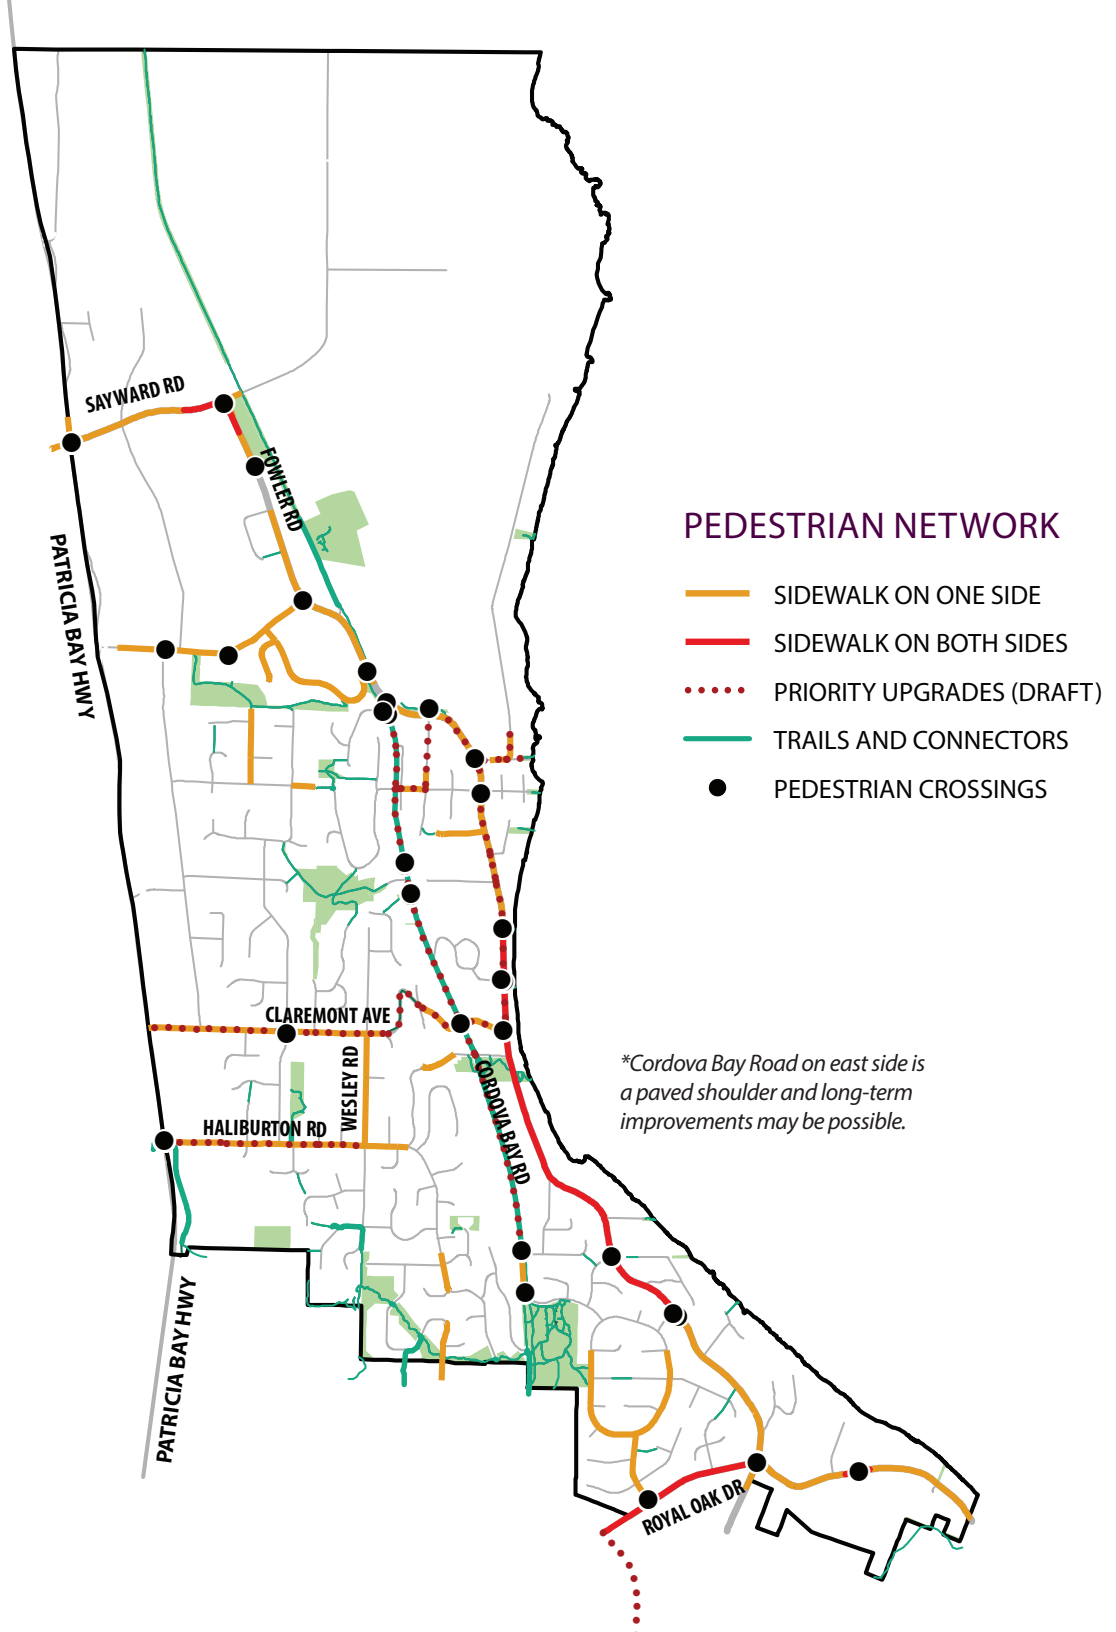 SAYWARD RD
FOWLER RD
PATRICIA BAY HWY
PEDESTRIAN NETWORK
SIDEWALK ON ONE SIDE
SIDEWALK ON BOTH SIDES
PRIORITY UPGRADES (DRAFT)
TRAILS AND CONNECTORS
PEDESTRIAN CROSSINGS
CLAREMONT AVE
WESLEY RD
HALIBURTON RD
CORDOVA BAY RD
*Cordova Bay Road on east side is
a paved shoulder and long-term
improvements may be possible.
PATRICIA BAY HWY
ROYAL OAK DR